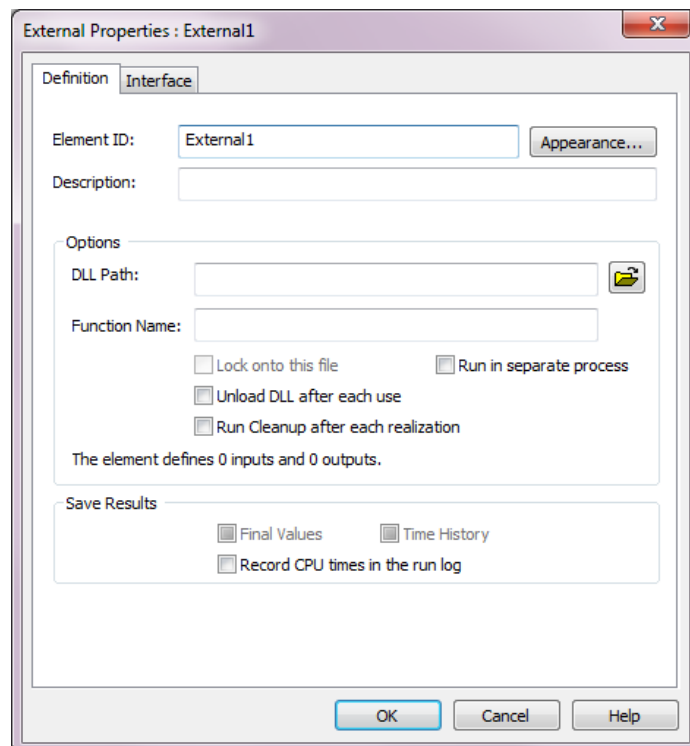 External Properties : External1
Definition Interface
Element ID: External1 Appearance...
Description:
Options
DLL Path:
Function Name:
Lock onto this file Run in separate process
Unload DLL after each use
Run Cleanup after each realization
The element defines 0 inputs and 0 outputs.
Save Results
Final Values Time History
Record CPU times in the run log
OK Cancel Help